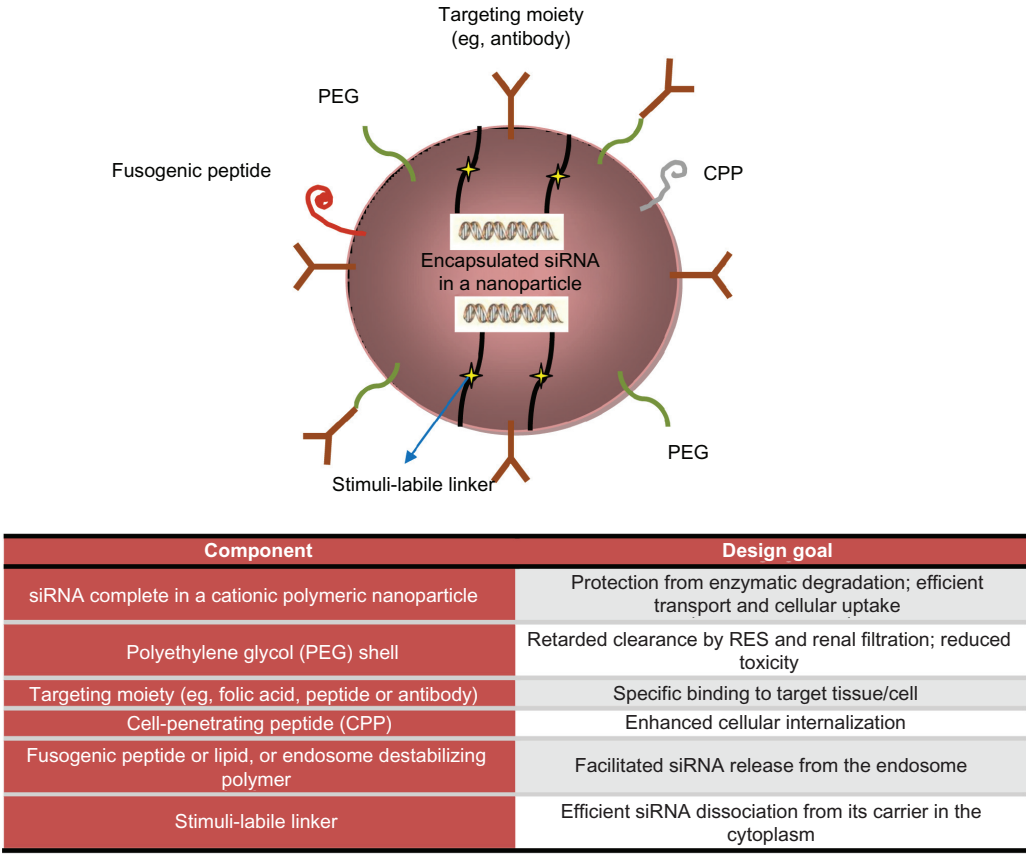 Targeting moiety
(eg, antibody)
PEG
Fusogenic peptide
CPP
Encapsulated siRNA
in a nanoparticle
PEG
Stimuli-labile linker
Component
Design goal
siRNA complete in a cationic polymeric nanoparticle
Protection from enzymatic degradation; efficient
transport and cellular uptake
Polyethylene glycol (PEG) shell
Retarded clearance by RES and renal filtration; reduced
toxicity
Targeting moiety (eg, folic acid, peptide or antibody)
Specific binding to target tissue/cell
Cell-penetrating peptide (CPP)
Enhanced cellular internalization
Fusogenic peptide or lipid, or endosome destabilizing
polymer
Facilitated siRNA release from the endosome
Stimuli-labile linker
Efficient siRNA dissociation from its carrier in the
cytoplasm